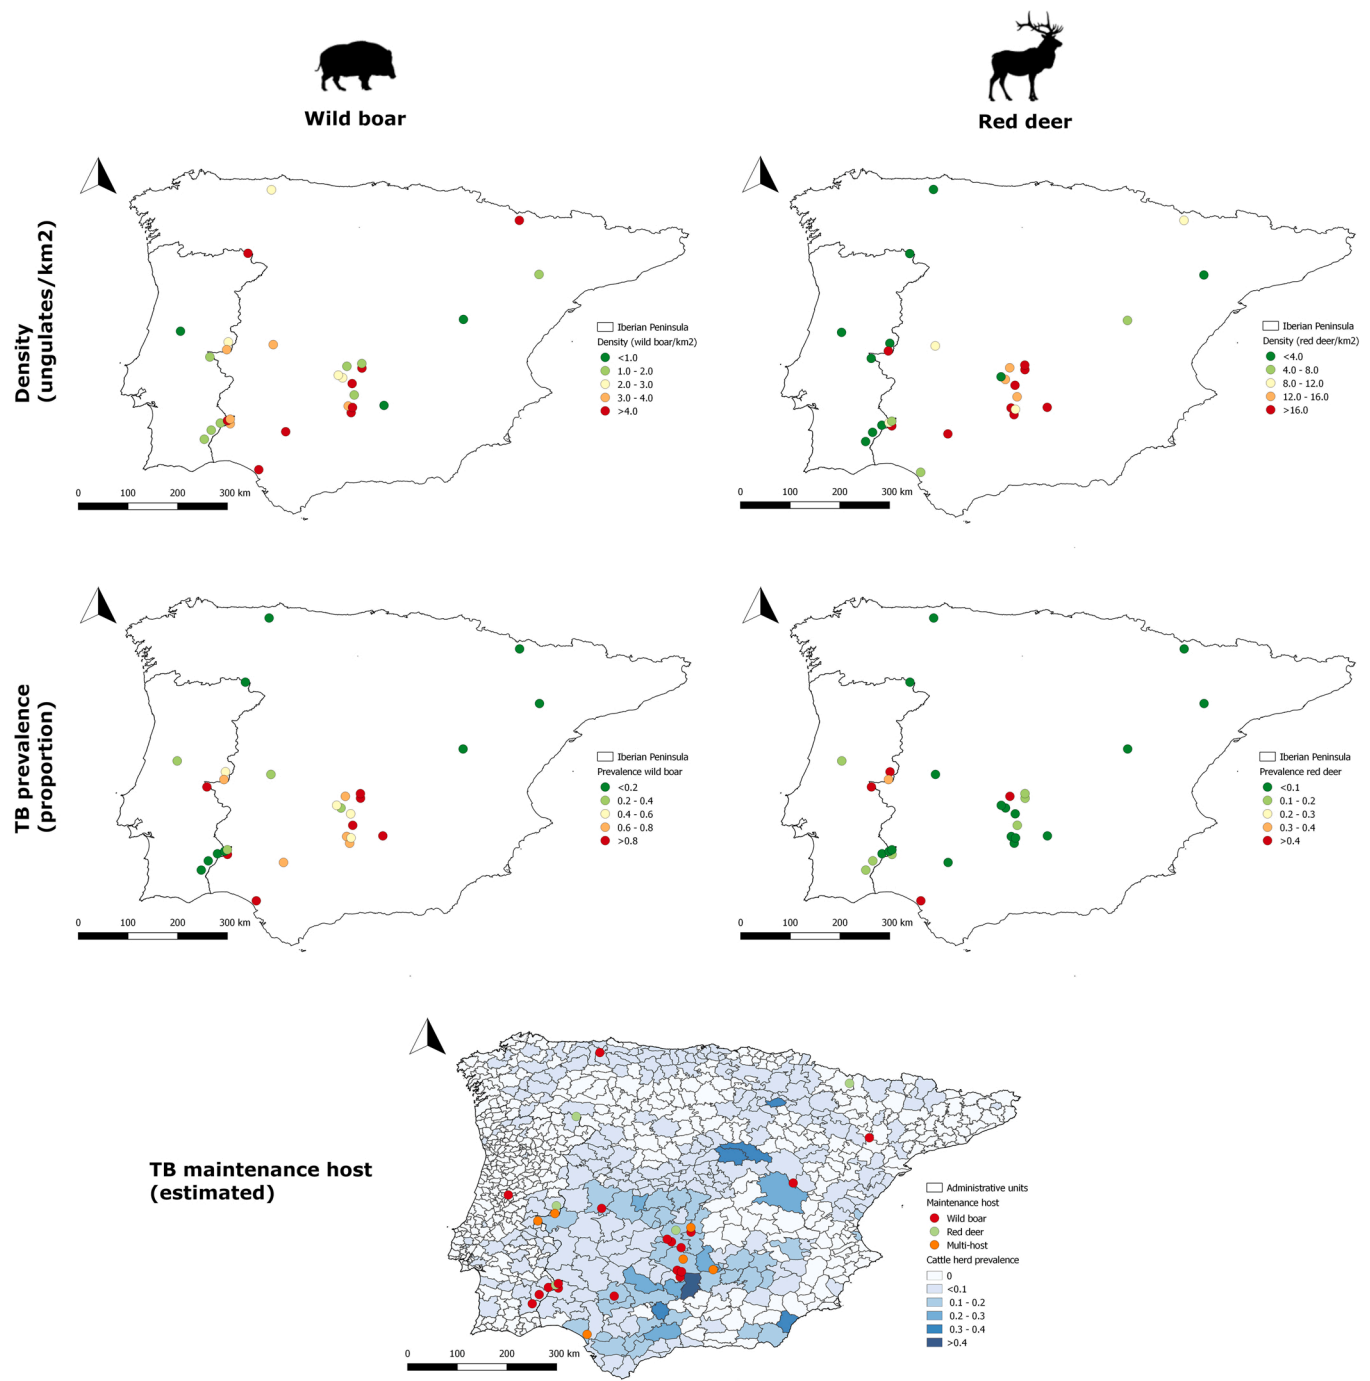 Wild boar
Red deer
Density
(ungulates/km2)
Iberian Peninsula
Density (wild boar/km2)
<1.0
1.0 - 2.0
2.0 - 3.0
3.0 - 4.0
>4.0
0 100 200 300 km
Iberian Peninsula
Density (red deer/km2)
<4.0
4.0 - 8.0
8.0 - 12.0
12.0 - 16.0
>16.0
0 100 200 300 km
TB prevalence
(proportion)
Iberian Peninsula
Prevalence wild boar
<0.2
0.2 - 0.4
0.4 - 0.6
0.6 - 0.8
>0.8
0 100 200 300 km
Iberian Peninsula
Prevalence red deer
<0.1
0.1 - 0.2
0.2 - 0.3
0.3 - 0.4
>0.4
0 100 200 300 km
TB maintenance host
(estimated)
Administrative units
Maintenance host
Wild boar
Red deer
Multi-host
Cattle herd prevalence
0
<0.1
0.1 - 0.2
0.2 - 0.3
0.3 - 0.4
>0.4
0 100 200 300 km